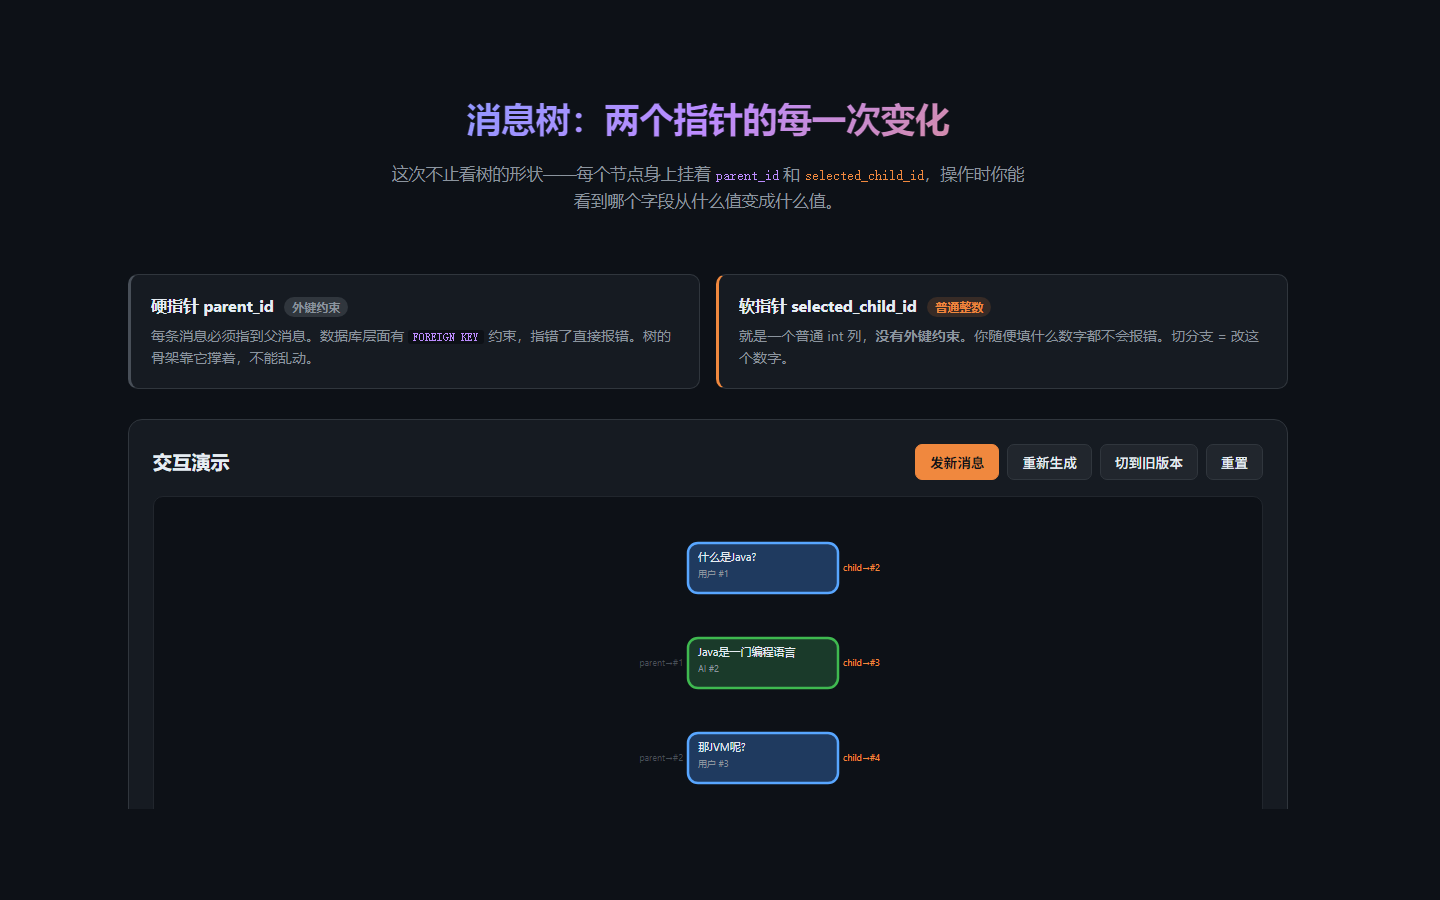 消息树：两个指针的每一次变化
这次不止看树的形状——每个节点身上挂着 parent_id 和 selected_child_id，操作时你能
看到哪个字段从什么值变成什么值。
硬指针 parent_id 外键约束
每条消息必须指到父消息。数据库层面有 FOREIGN KEY 约束，指错了直接报错。树的
骨架靠它撑着，不能乱动。
软指针 selected_child_id 普通整数
就是一个普通 int 列，没有外键约束。你随便填什么数字都不会报错。切分支 = 改这
个数字。
交互演示
发新消息 重新生成 切到旧版本 重置
什么是Java?
用户 #1
child→#2
Java是一门编程语言
AI #2
parent→#1
child→#3
那JVM呢?
用户 #3
parent→#2
child→#4